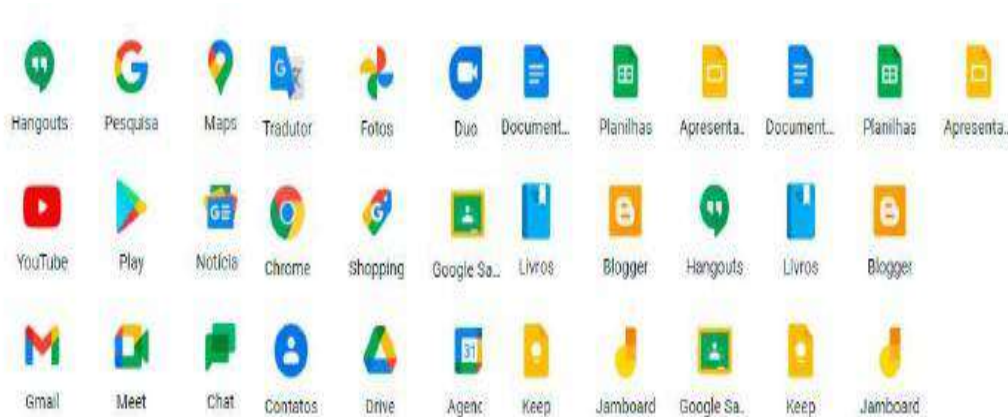 Hangouts Pesquisa Maps Tradutor Fotos Duo Document... Planilhas Apresenta.. Document... Planilhas Apresenta..
YouTube Play Notícia Chrome Shopping Google Sa... Livros Blogger Hangouts Livros Blogger
31
Gmail Meet Chat Contatos Drive Agenc Keep Jamboard Google Sa.. Keep Jamboard